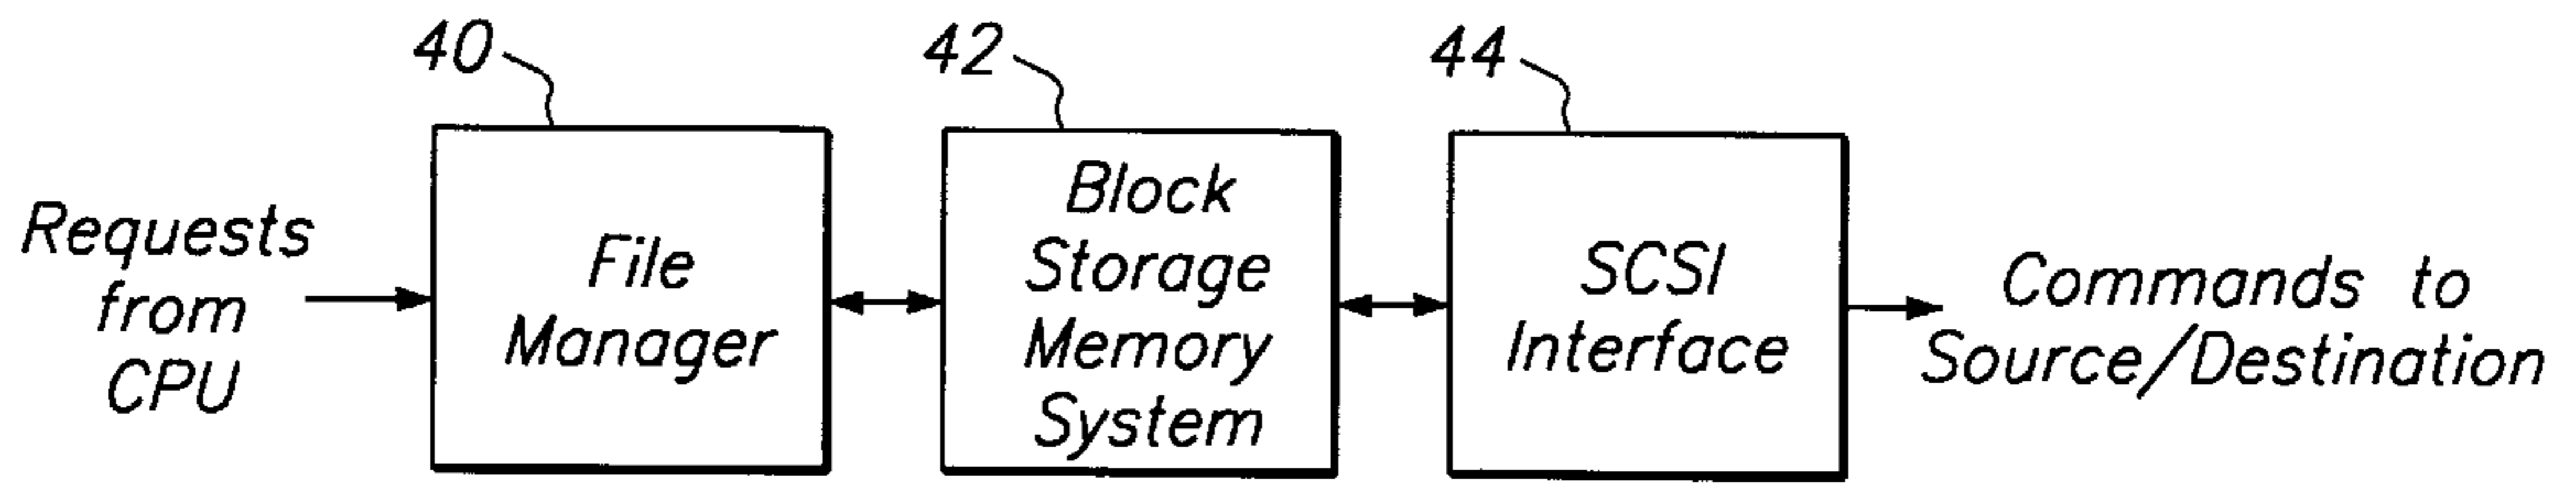 40
42
44
Requests
from
CPU
File
Manager
Block
Storage
Memory
System
SCSI
Interface
Commands to
Source/Destination